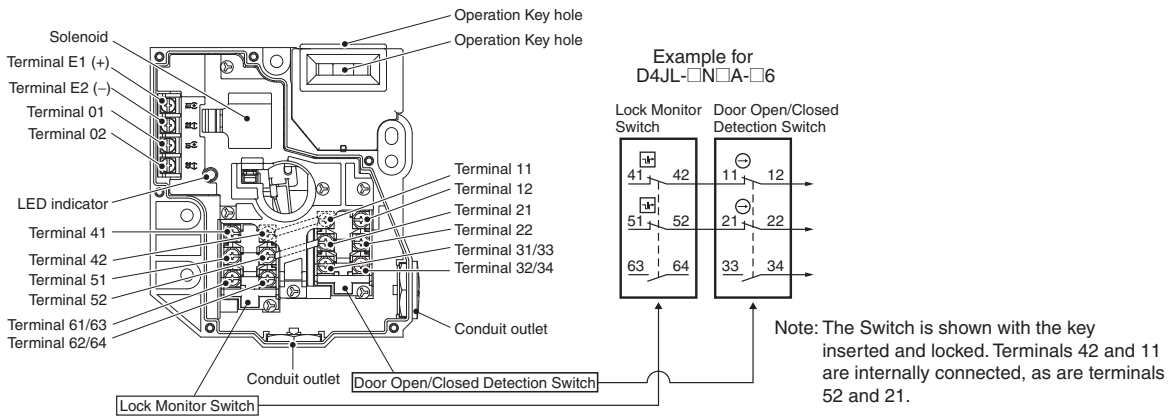 Operation Key hole
Operation Key hole
Solenoid
Terminal E1 (+)
Terminal E2 (−)
Terminal 01
Terminal 02
LED indicator
Terminal 41
Terminal 42
Terminal 51
Terminal 52
Terminal 61/63
Terminal 62/64
Terminal 11
Terminal 12
Terminal 21
Terminal 22
Terminal 31/33
Terminal 32/34
Conduit outlet
Conduit outlet
Door Open/Closed Detection Switch
Lock Monitor Switch
Example for
D4JL-□N□A-□6
Lock Monitor
Switch
Door Open/Closed
Detection Switch
41 42 11 12
51 52 21 22
63 64 33 34
Note: The Switch is shown with the key
inserted and locked. Terminals 42 and 11
are internally connected, as are terminals
52 and 21.